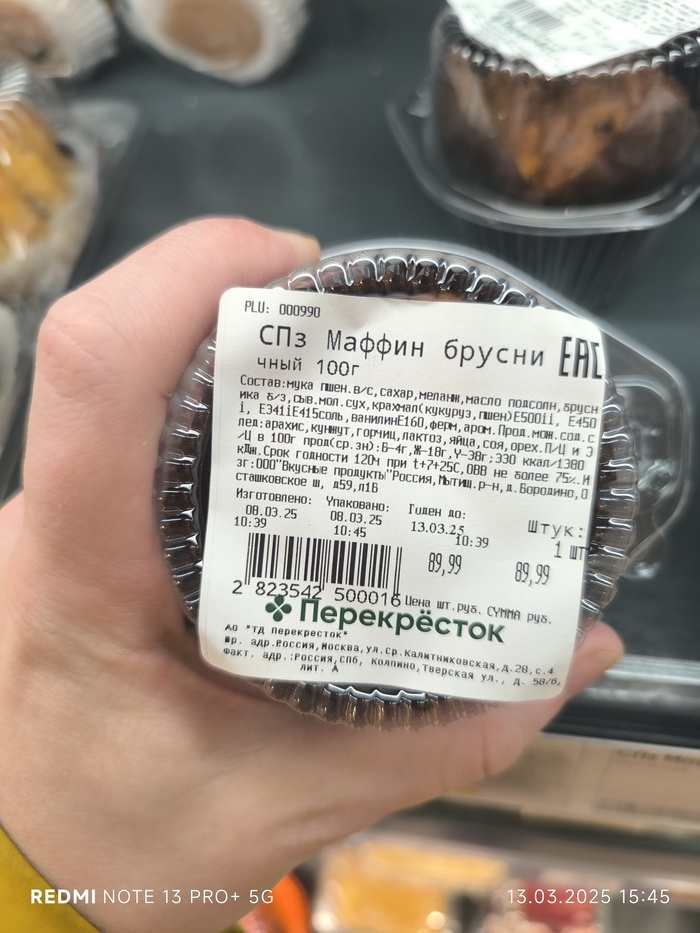 PLU: 000990
СПз Маффин брусни
чный 100г
EAC
Состав:мука пшен.в/с,сахар,меланж,масло подсолн,брусн
ика б/з,сыв.мол.сух,крахмал(кукуруз,пшен)Е500ii, Е450
i, Е341iЕ415соль,ванилинЕ160,ферм,аром.Прод.мож.сод.с
лед:арахис,кунжут,горчиц,лактоз,яйца,соя,орех.П/Ц и Э
/Ц в 100г прод(ср.зн):Б-4г,Ж-18г,У-38г;330 ккал/1380
кДж.Срок годности 120ч при t+7+25С,ОВВ не более 75%.И
зг:ООО"Вкусные продукты"Россия,Мытищ.р-н,д.Бородино,О
сташковское ш, д59,л1Б
Изготовлено: Упаковано: Годен до:
08.03.25 08.03.25 13.03.25
10:39 10:45 10:39
Штук:
1 шт
89,99 89,99
2 823542 500016
Цена шт.руб. СУММА руб.
Перекрёсток
АО "ТД Перекресток"
Юр. адр.Россия,Москва,ул.Ср.Калитниковская,д.28,с.4
Факт. адр.:Россия,СПб, Колпино,Тверская ул., д. 58/6,
лит. А
REDMI NOTE 13 PRO+ 5G
13.03.2025 15:45